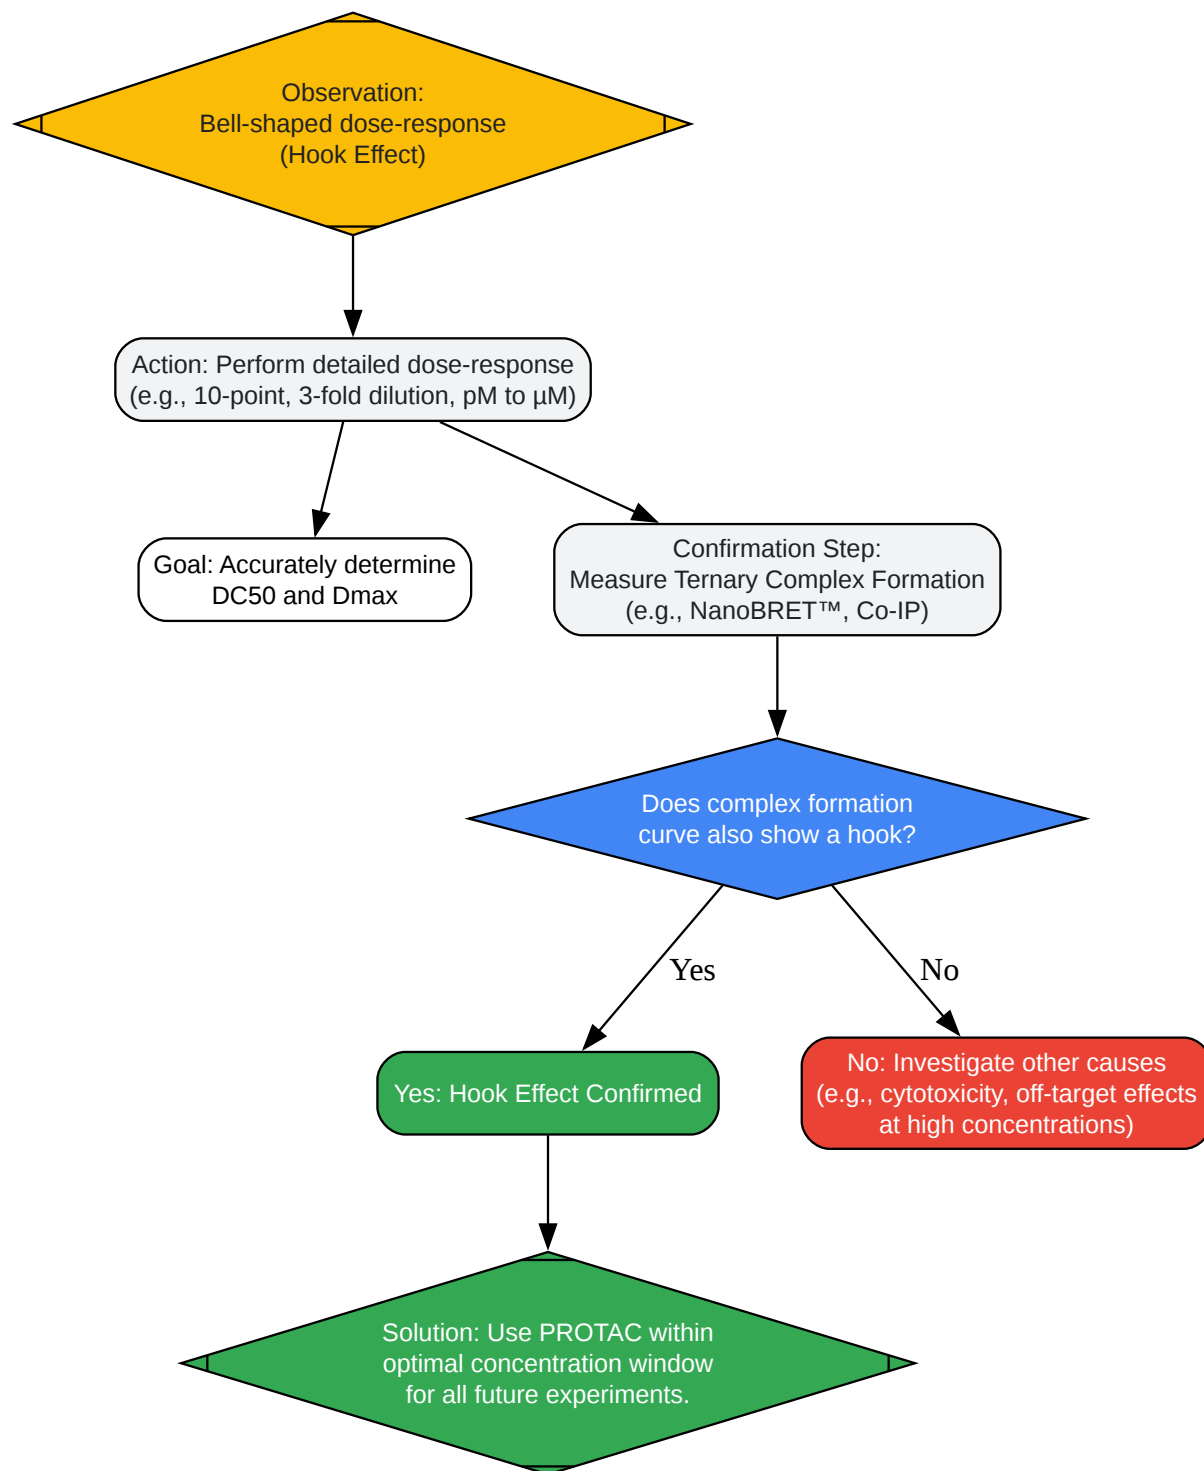 Observation:
Bell-shaped dose-response
(Hook Effect)
Action: Perform detailed dose-response
(e.g., 10-point, 3-fold dilution, pM to µM)
Goal: Accurately determine
DC50 and Dmax
Confirmation Step:
Measure Ternary Complex Formation
(e.g., NanoBRET™, Co-IP)
Does complex formation
curve also show a hook?
Yes
No
Yes: Hook Effect Confirmed
No: Investigate other causes
(e.g., cytotoxicity, off-target effects
at high concentrations)
Solution: Use PROTAC within
optimal concentration window
for all future experiments.